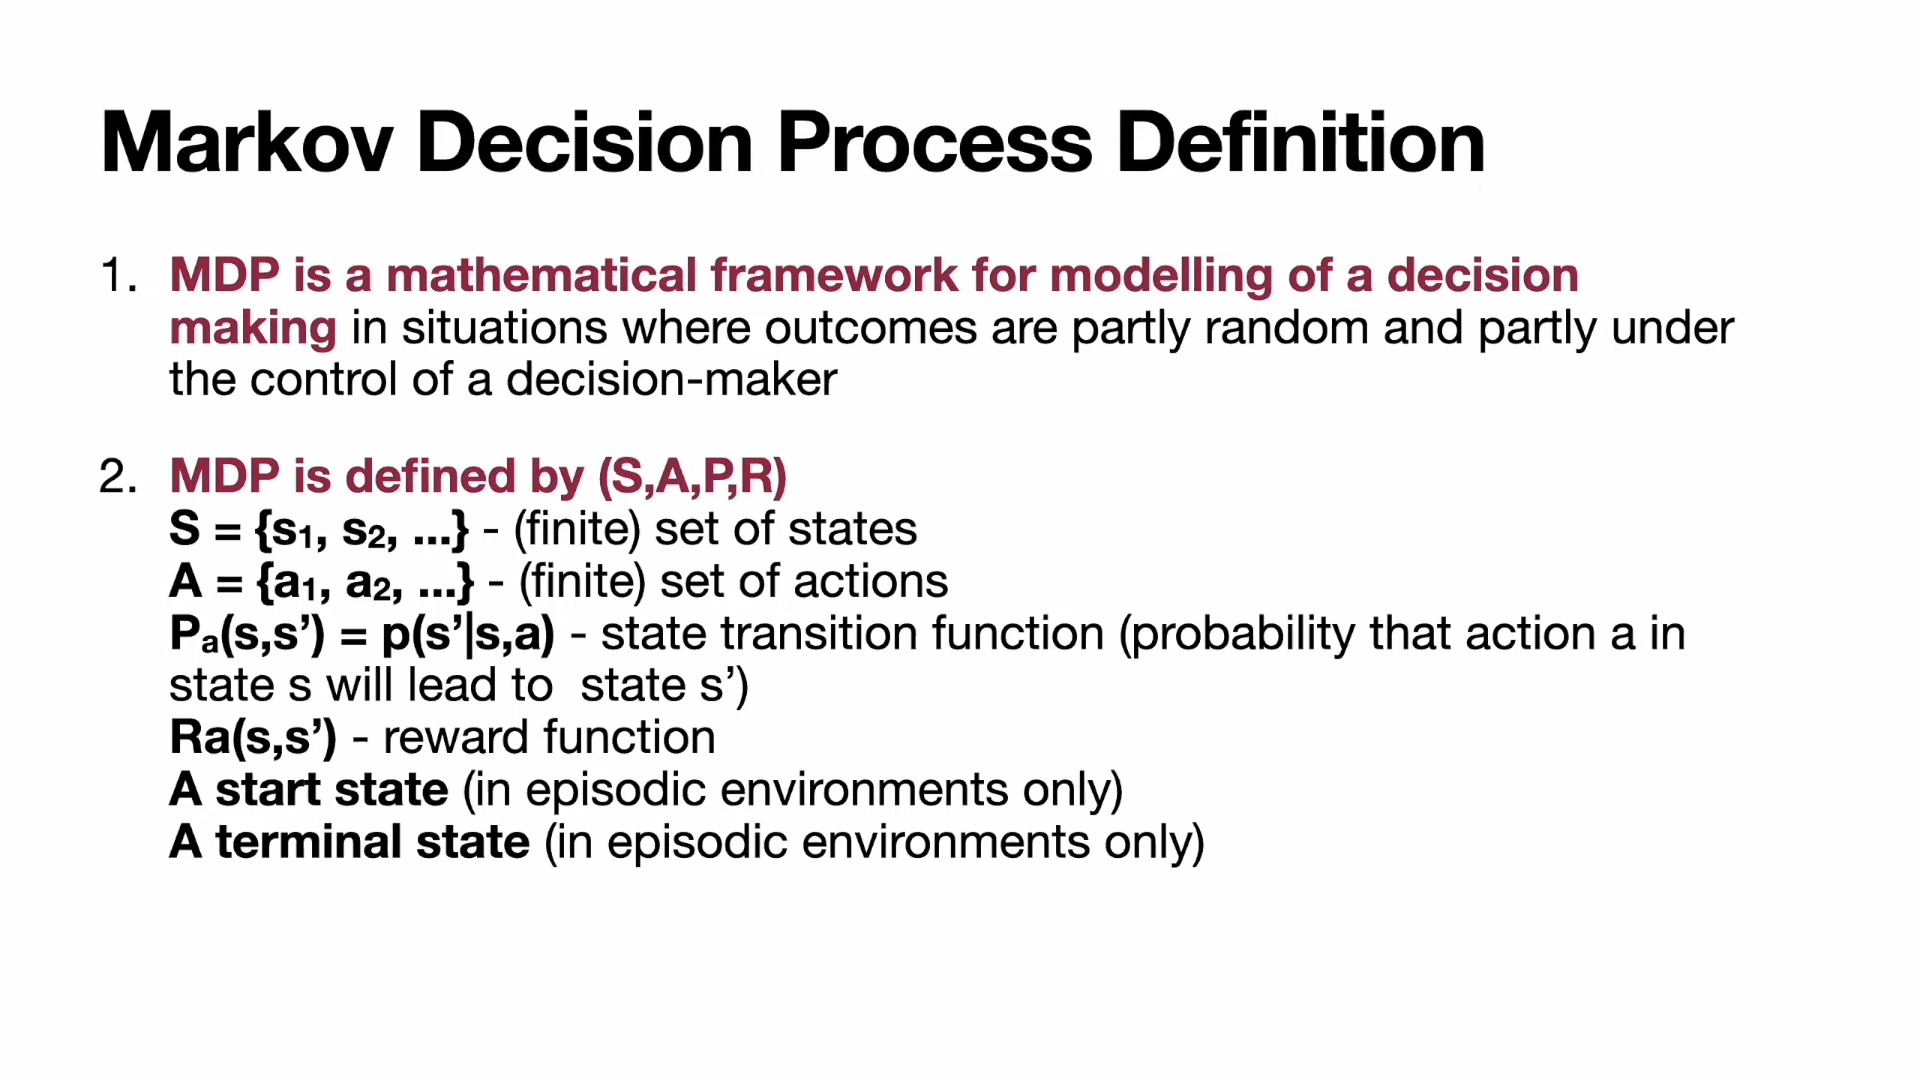 Markov Decision Process Definition
1. MDP is a mathematical framework for modelling of a decision
making in situations where outcomes are partly random and partly under
the control of a decision-maker
2. MDP is defined by (S,A,P,R)
S = {s₁, s₂, ...} - (finite) set of states
A = {a₁, a₂, ...} - (finite) set of actions
Pₐ(s,s’) = p(s’|s,a) - state transition function (probability that action a in
state s will lead to  state s’)
Ra(s,s’) - reward function
A start state (in episodic environments only)
A terminal state (in episodic environments only)